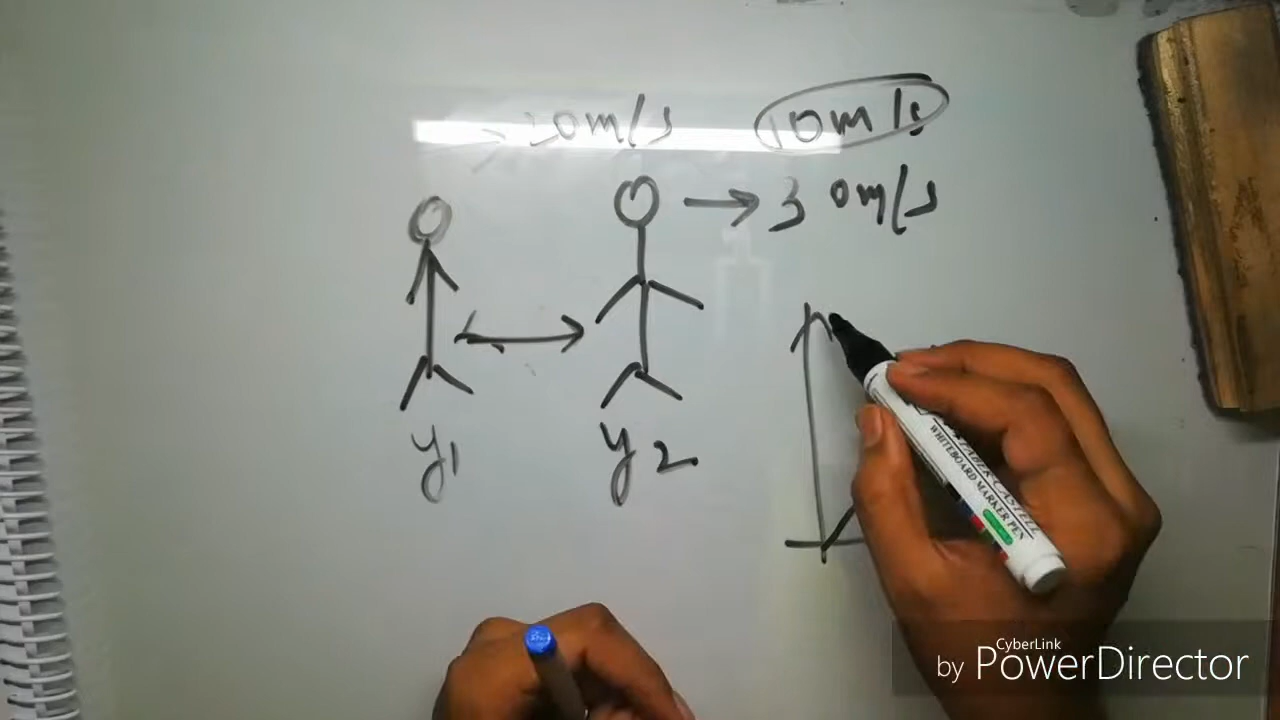 → 20m/s 10m/s
→ 30m/s
y1 y2
WHITEBOARD MARKER PEN
CyberLink
by PowerDirector